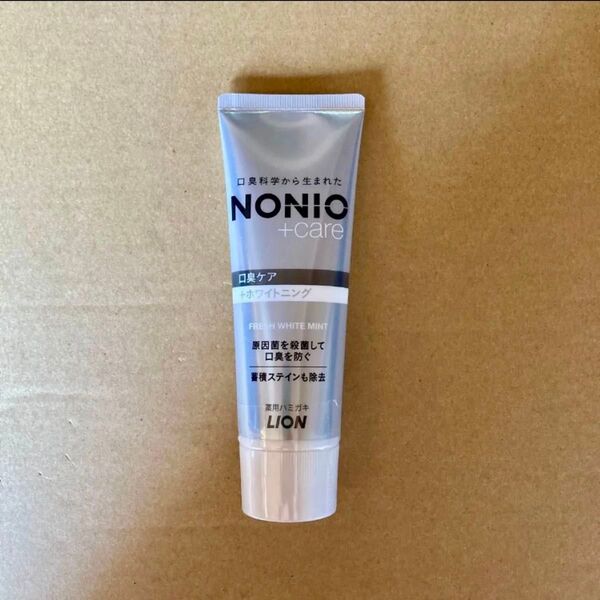 口臭科学から生まれた
NONIO
+care
口臭ケア
+ホワイトニング
FRESH WHITE MINT
原因菌を殺菌して
口臭を防ぐ
蓄積ステインも除去
薬用ハミガキ
LION